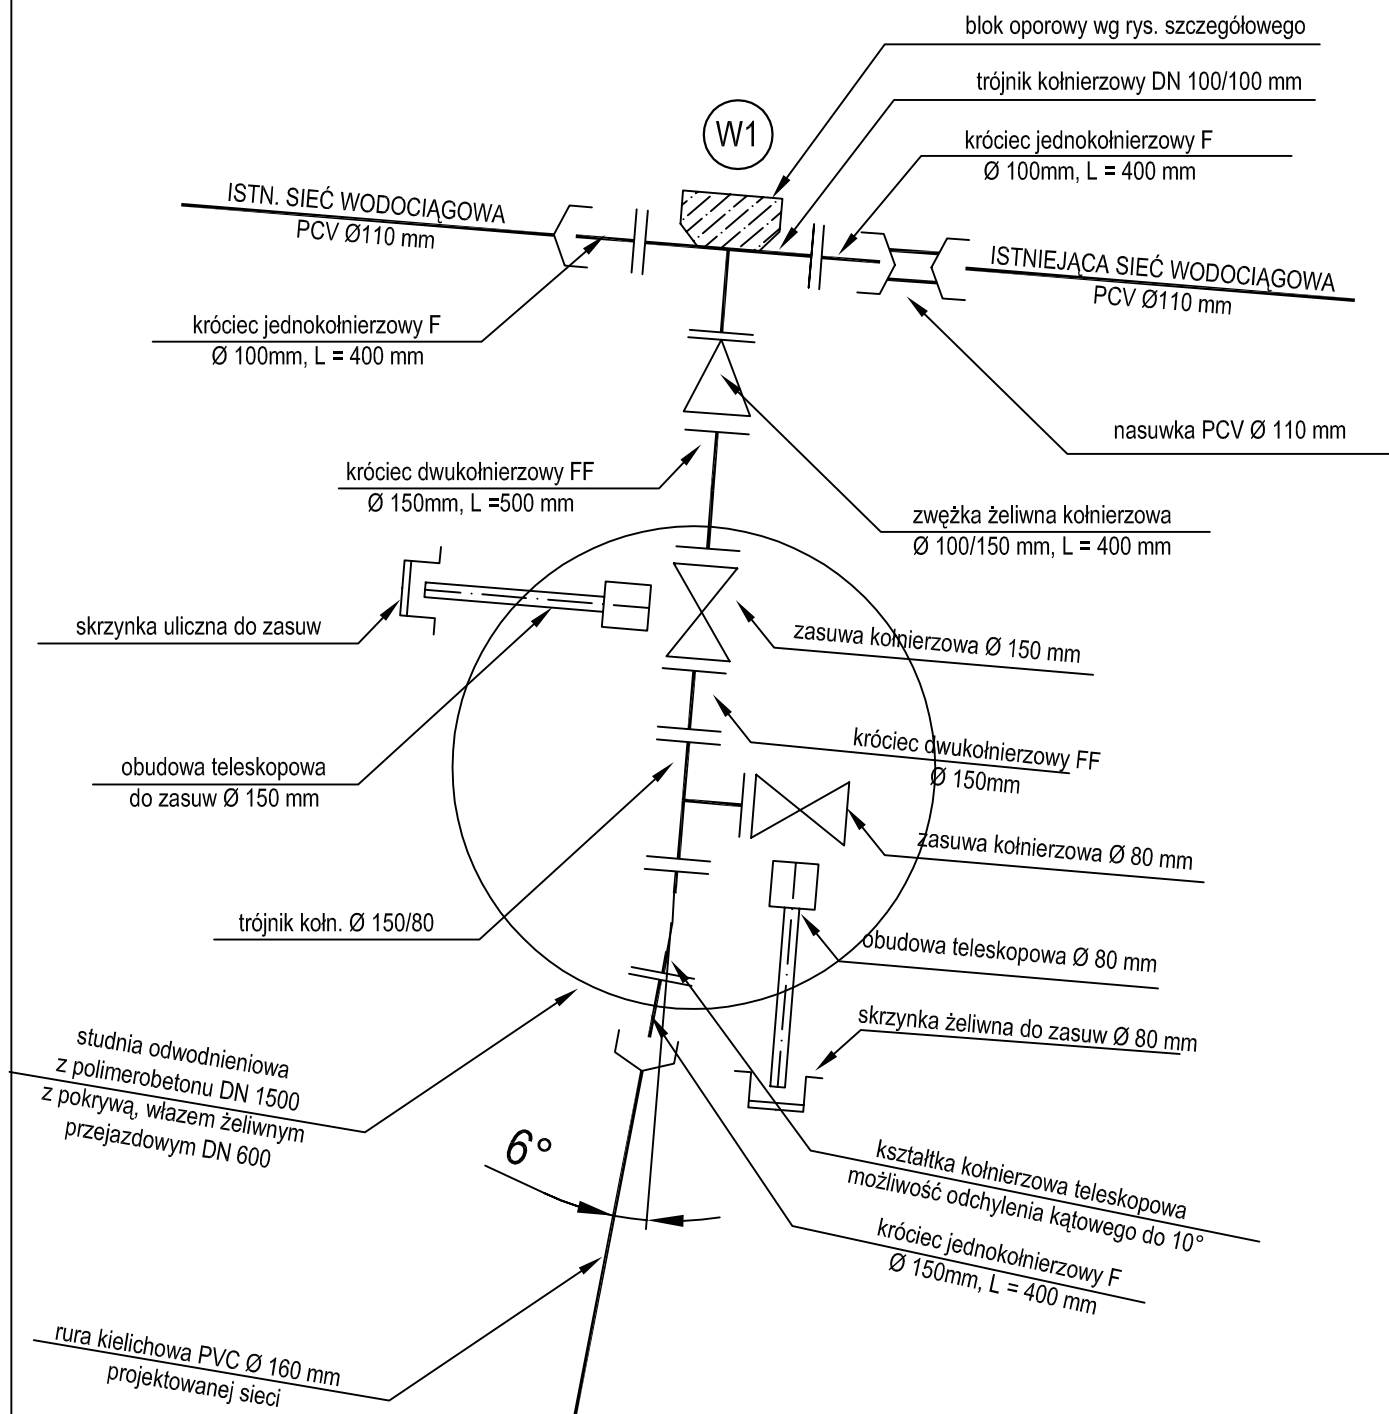 blok oporowy wg rys. szczegółowego
trójnik kołnierzowy DN 100/100 mm
W1
króciec jednokołnierzowy F
Ø 100mm, L = 400 mm
ISTN. SIEĆ WODOCIĄGOWA
PCV Ø110 mm
ISTNIEJĄCA SIEĆ WODOCIĄGOWA
PCV Ø110 mm
króciec jednokołnierzowy F
Ø 100mm, L = 400 mm
nasuwka PCV Ø 110 mm
króciec dwukołnierzowy FF
Ø 150mm, L =500 mm
zwężka żeliwna kołnierzowa
Ø 100/150 mm, L = 400 mm
skrzynka uliczna do zasuw
zasuwa kołnierzowa Ø 150 mm
obudowa teleskopowa
do zasuw Ø 150 mm
króciec dwukołnierzowy FF
Ø 150mm
zasuwa kołnierzowa Ø 80 mm
trójnik kołn. Ø 150/80
obudowa teleskopowa Ø 80 mm
skrzynka żeliwna do zasuw Ø 80 mm
studnia odwodnieniowa
z polimerobetonu DN 1500
z pokrywą, włazem żeliwnym
przejazdowym DN 600
6°
kształtka kołnierzowa teleskopowa
możliwość odchylenia kątowego do 10°
króciec jednokołnierzowy F
Ø 150mm, L = 400 mm
rura kielichowa PVC Ø 160 mm
projektowanej sieci